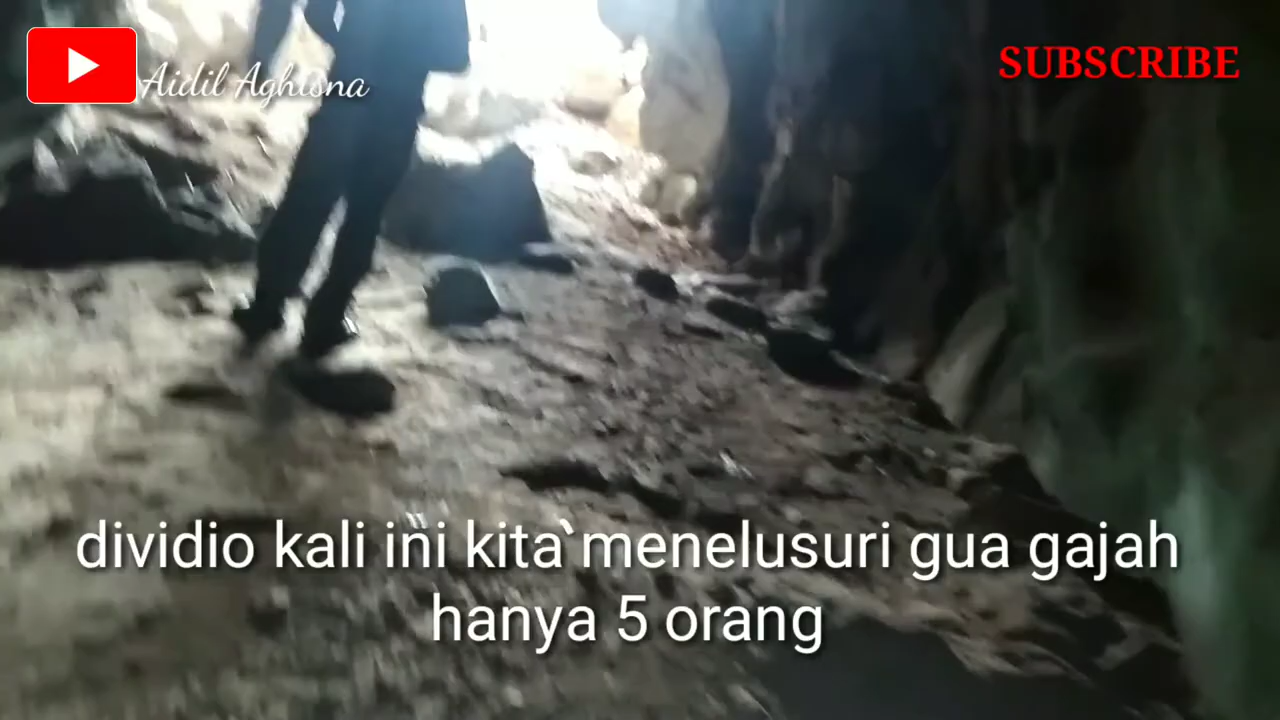 Aidil Aghisna
SUBSCRIBE
dividio kali ini kita menelusuri gua gajah
hanya 5 orang